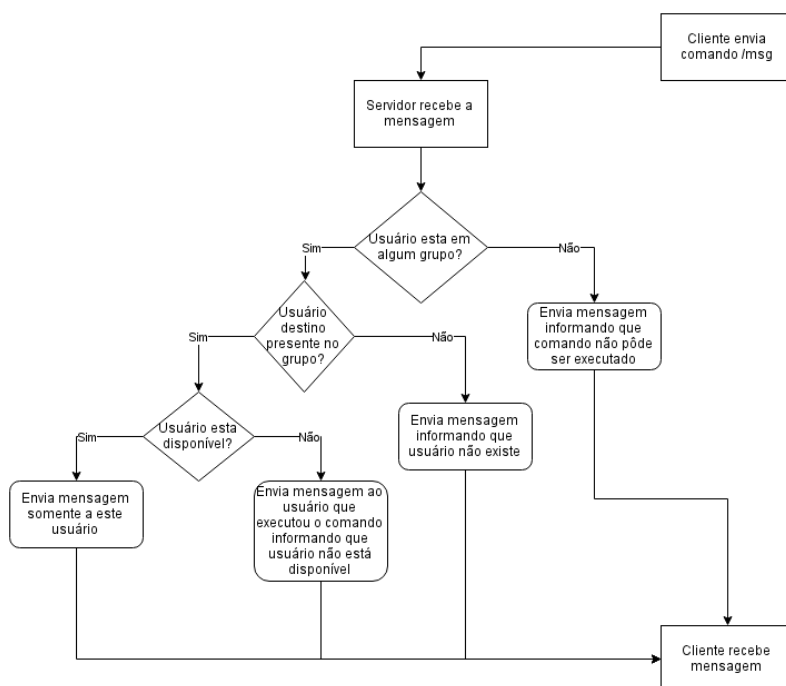 Cliente envia
comando /msg
Servidor recebe a
mensagem
Usuário esta em
algum grupo?
Sim
Não
Usuário
destino
presente no
grupo?
Envia mensagem
informando que
comando não pôde
ser executado
Sim
Não
Usuário esta
disponível?
Envia mensagem
informando que
usuário não existe
Sim
Não
Envia mensagem
somente a este
usuário
Envia mensagem ao
usuário que
executou o comando
informando que
usuário não está
disponível
Cliente recebe
mensagem